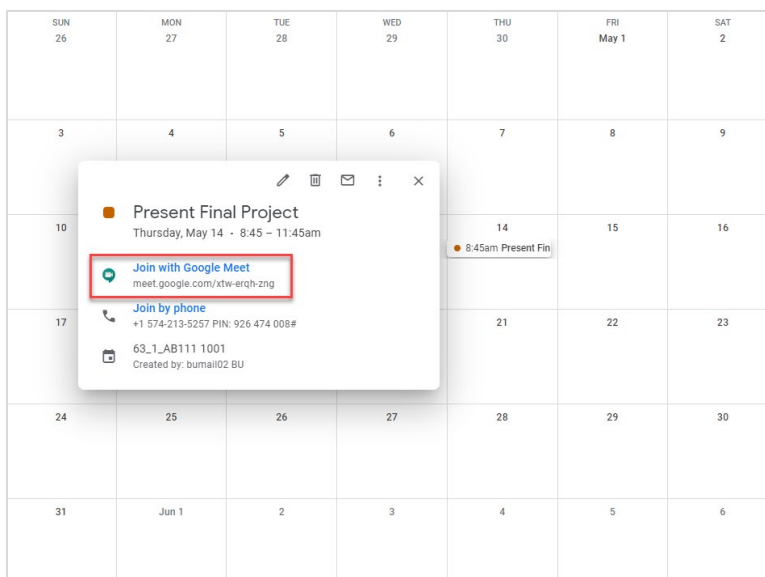 SUN MON TUE WED THU FRI SAT
26 27 28 29 30 May 1 2
3 4 5 6 7 8 9
Present Final Project
Thursday, May 14 • 8:45 – 11:45am
Join with Google Meet
meet.google.com/xtw-erqh-zng
Join by phone
+1 574-213-5257 PIN: 926 474 008#
63_1_AB111 1001
Created by: bumail02 BU
10 14 15 16
8:45am Present Fin
17 21 22 23
24 25 26 27 28 29 30
31 Jun 1 2 3 4 5 6